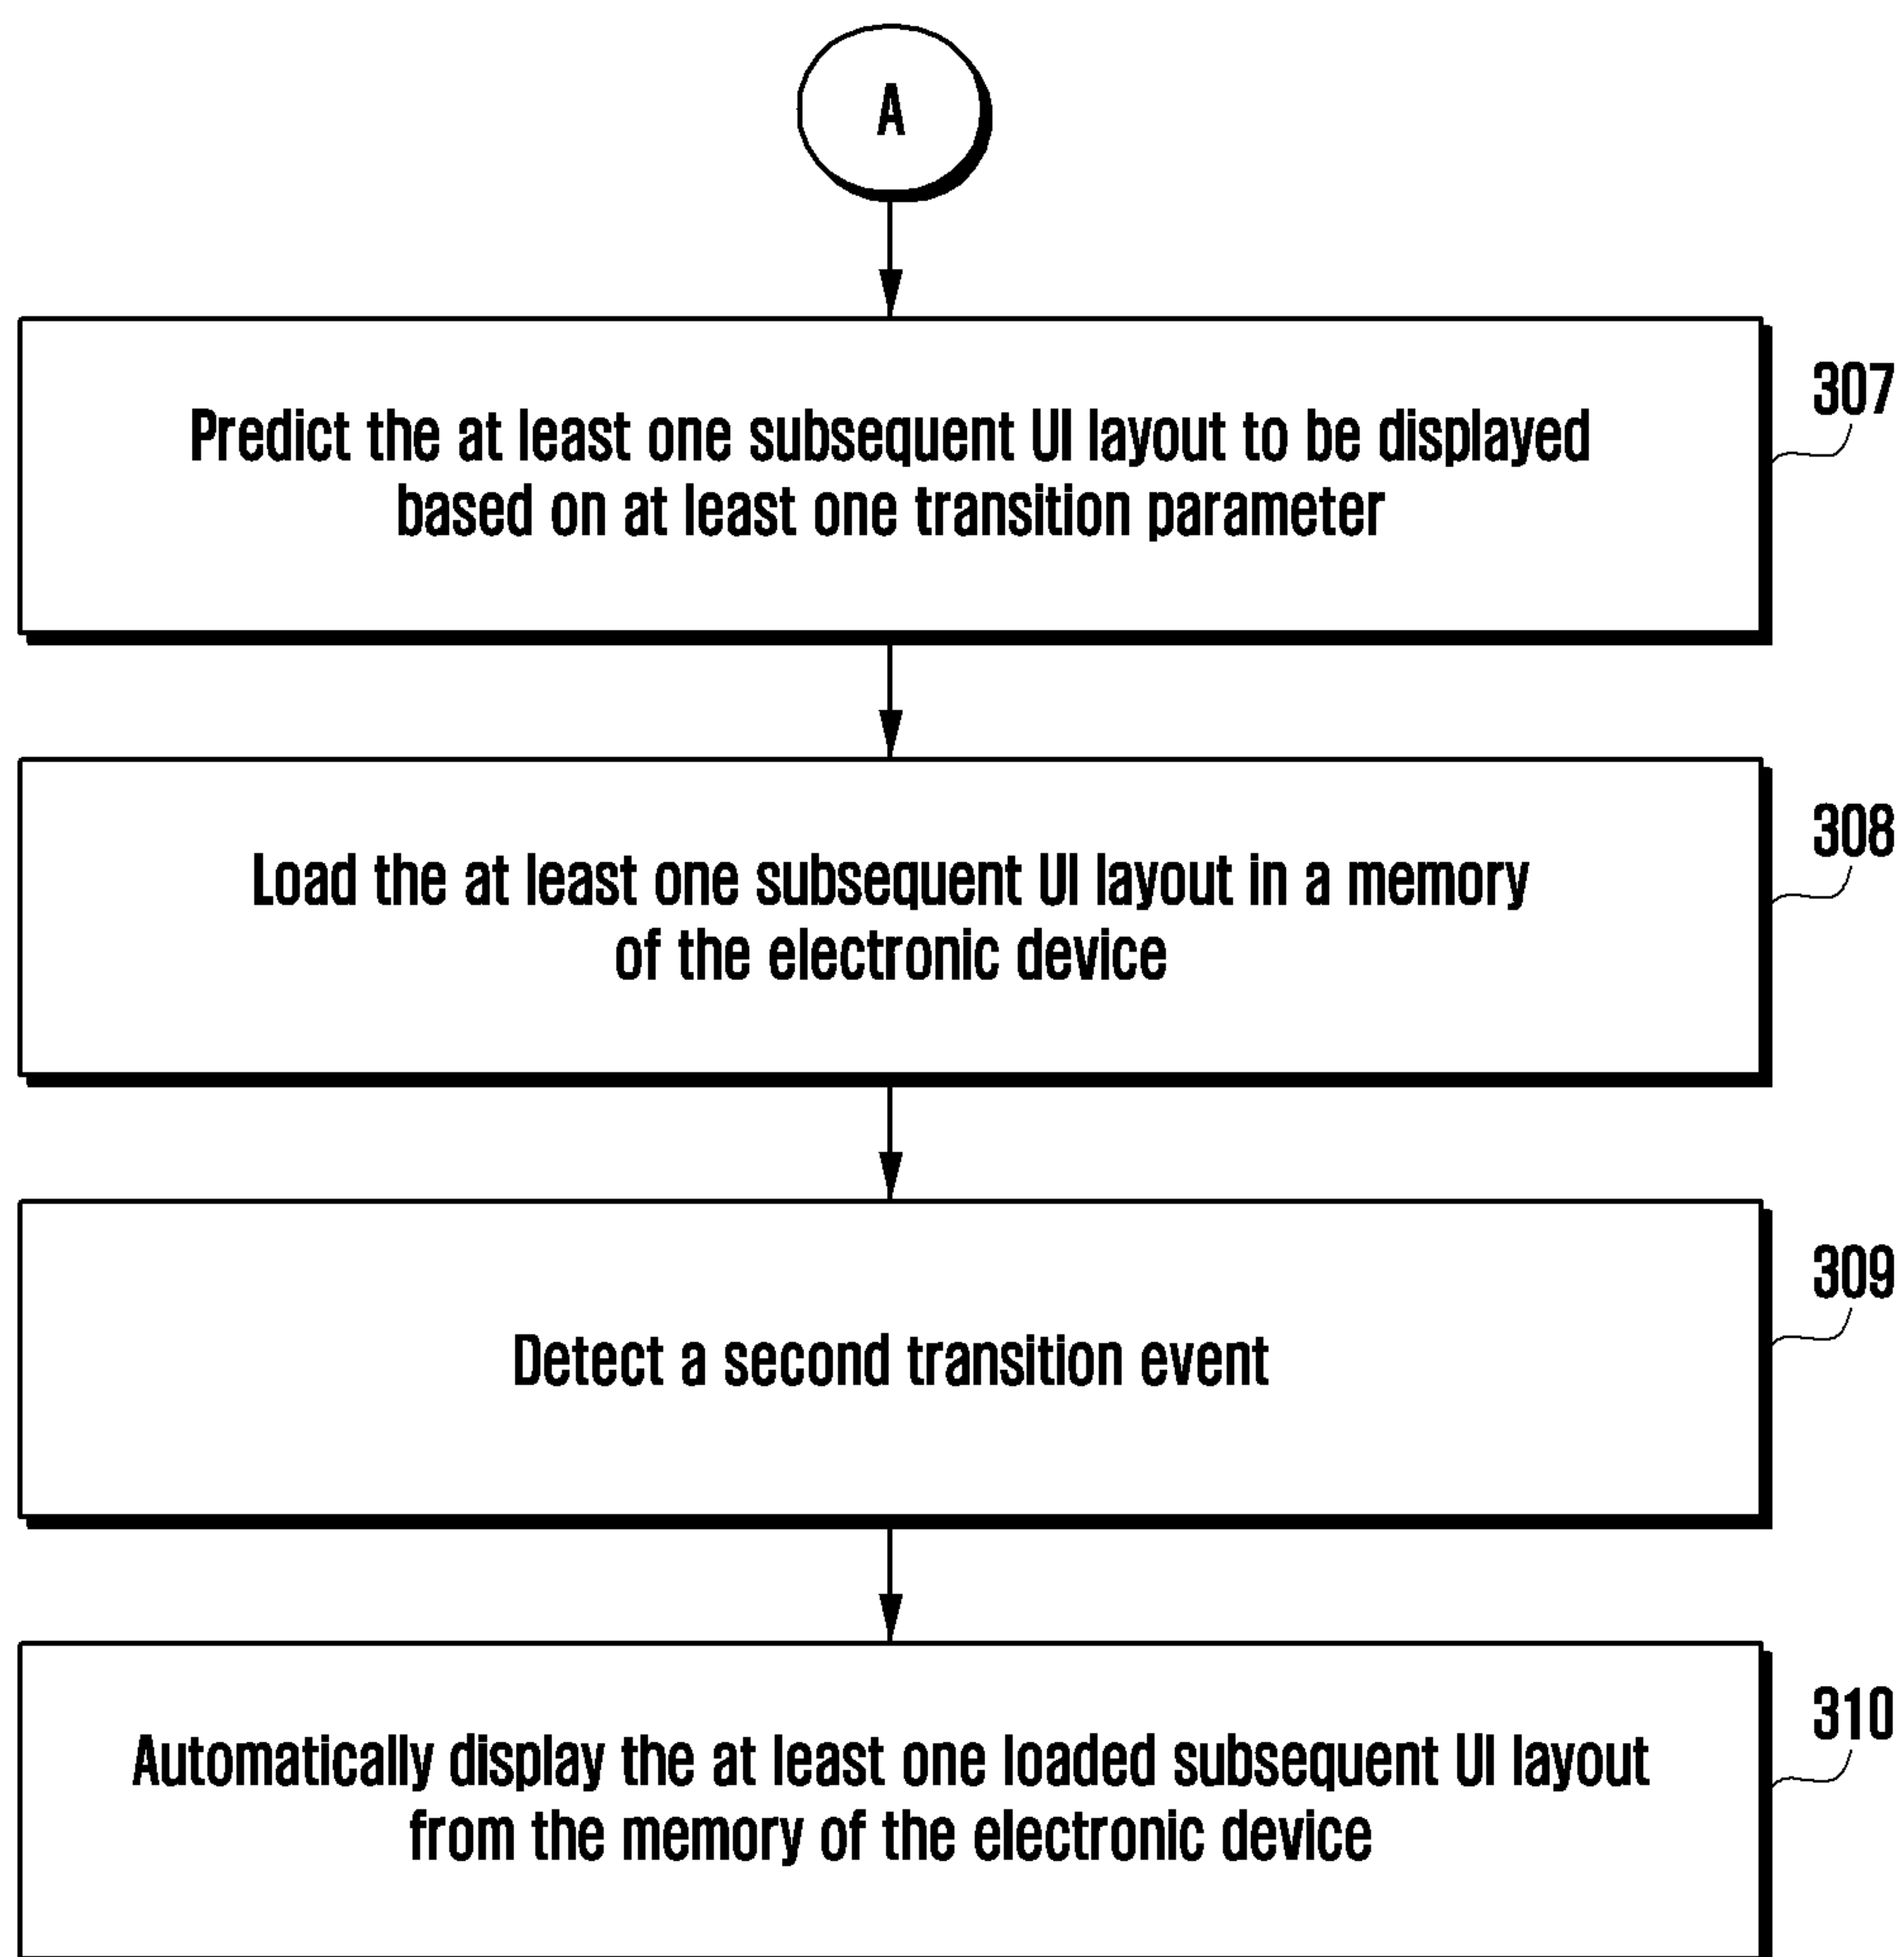 A
307
Predict the at least one subsequent UI layout to be displayed
based on at least one transition parameter
308
Load the at least one subsequent UI layout in a memory
of the electronic device
309
Detect a second transition event
310
Automatically display the at least one loaded subsequent UI layout
from the memory of the electronic device